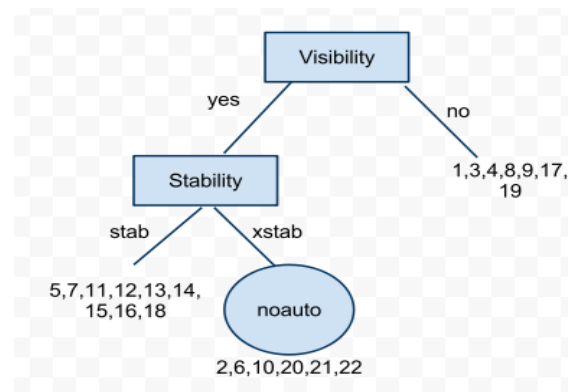 Visibility
yes
no
1,3,4,8,9,17,
19
Stability
stab
xstab
5,7,11,12,13,14,
15,16,18
noauto
2,6,10,20,21,22